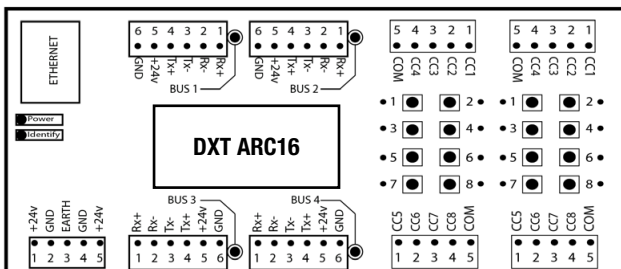 6 5 4 3 2 1
GND +24v Tx+ Tx- Rx- Rx+
BUS 1
6 5 4 3 2 1
GND +24v Tx+ Tx- Rx- Rx+
BUS 2
5 4 3 2 1
COM CC4 CC3 CC2 CC1
5 4 3 2 1
COM CC4 CC3 CC2 CC1
ETHERNET
Power
Identify
DXT ARC16
1 2
3 4
5 6
7 8
1 2
3 4
5 6
7 8
BUS 3
BUS 4
+24v GND EARTH GND +24v
1 2 3 4 5
Rx+ Rx- Tx- Tx+ +24v GND
1 2 3 4 5 6
Rx+ Rx- Tx- Tx+ +24v GND
1 2 3 4 5 6
CC5 CC6 CC7 CC8 COM
1 2 3 4 5
CC5 CC6 CC7 CC8 COM
1 2 3 4 5